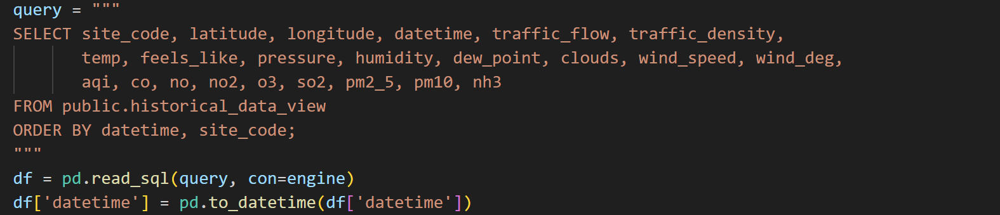 query = """
SELECT site_code, latitude, longitude, datetime, traffic_flow, traffic_density,
temp, feels_like, pressure, humidity, dew_point, clouds, wind_speed, wind_deg,
aqi, co, no, no2, o3, so2, pm2_5, pm10, nh3
FROM public.historical_data_view
ORDER BY datetime, site_code;
"""
df = pd.read_sql(query, con=engine)
df['datetime'] = pd.to_datetime(df['datetime'])